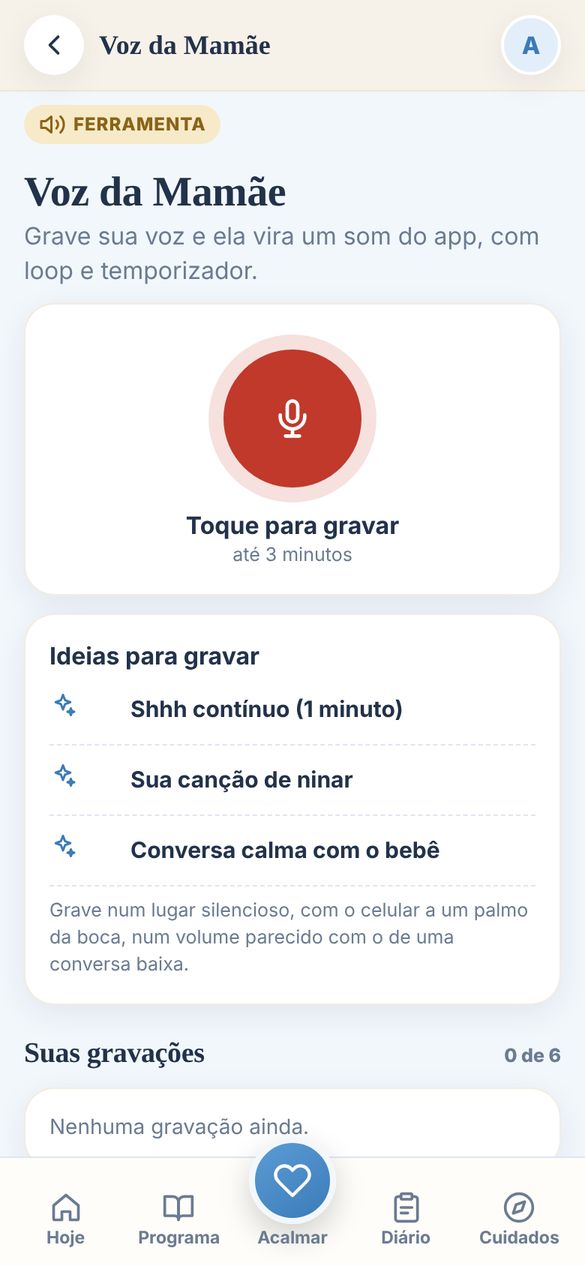 Voz da Mamãe
A
FERRAMENTA
Voz da Mamãe
Grave sua voz e ela vira um som do app, com
loop e temporizador.
Toque para gravar
até 3 minutos
Ideias para gravar
Shhh contínuo (1 minuto)
Sua canção de ninar
Conversa calma com o bebê
Grave num lugar silencioso, com o celular a um palmo
da boca, num volume parecido com o de uma
conversa baixa.
Suas gravações
0 de 6
Nenhuma gravação ainda.
Hoje
Programa
Acalmar
Diário
Cuidados